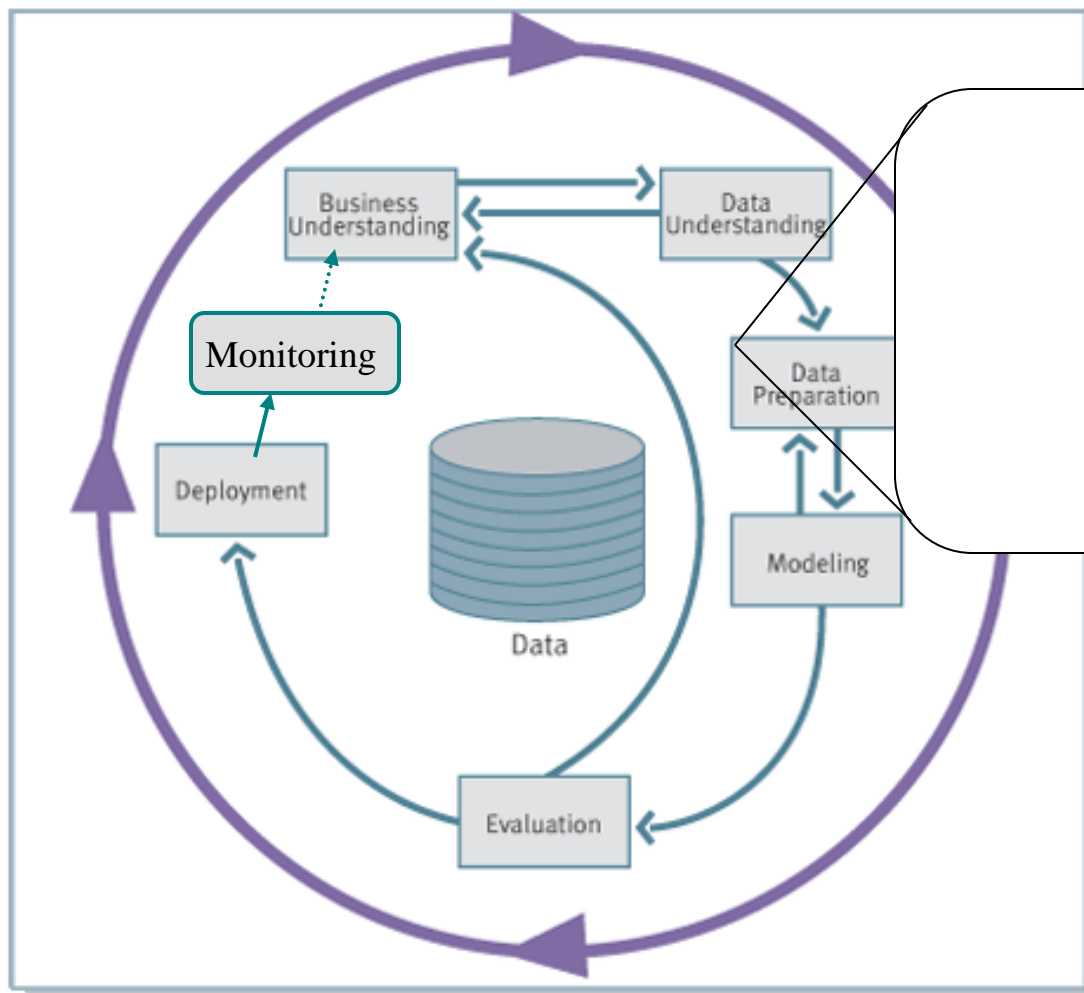 Business
Understanding
Data
Understanding
Monitoring
Data
Preparation
Deployment
Modeling
Data
Evaluation